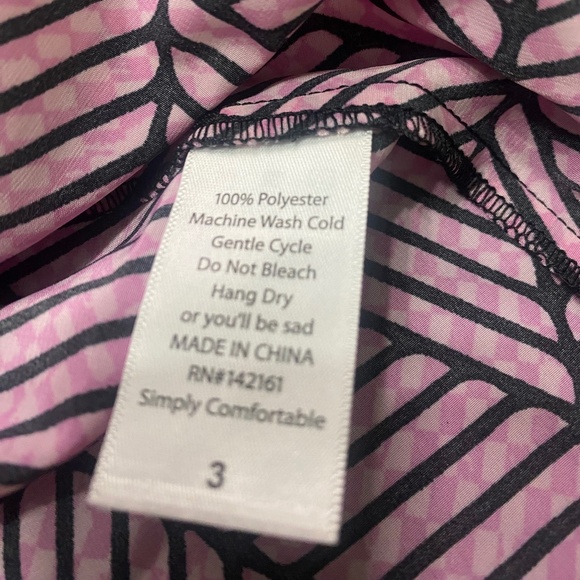 100% Polyester
Machine Wash Cold
Gentle Cycle
Do Not Bleach
Hang Dry
or you'll be sad
MADE IN CHINA
RN#142161
Simply Comfortable
3